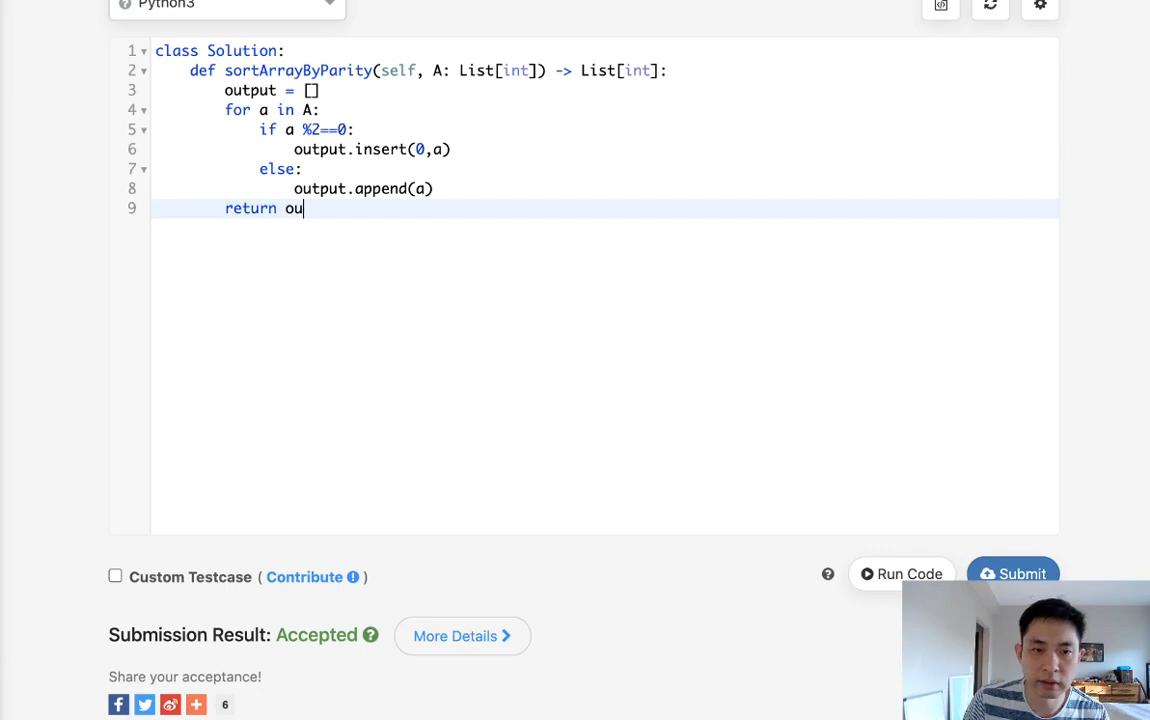 Python3
1 class Solution:
2 def sortArrayByParity(self, A: List[int]) -> List[int]:
3 output = []
4 for a in A:
5 if a %2==0:
6 output.insert(0,a)
7 else:
8 output.append(a)
9 return ou
Custom Testcase ( Contribute )
Run Code
Submit
Submission Result: Accepted
More Details
Share your acceptance!
6